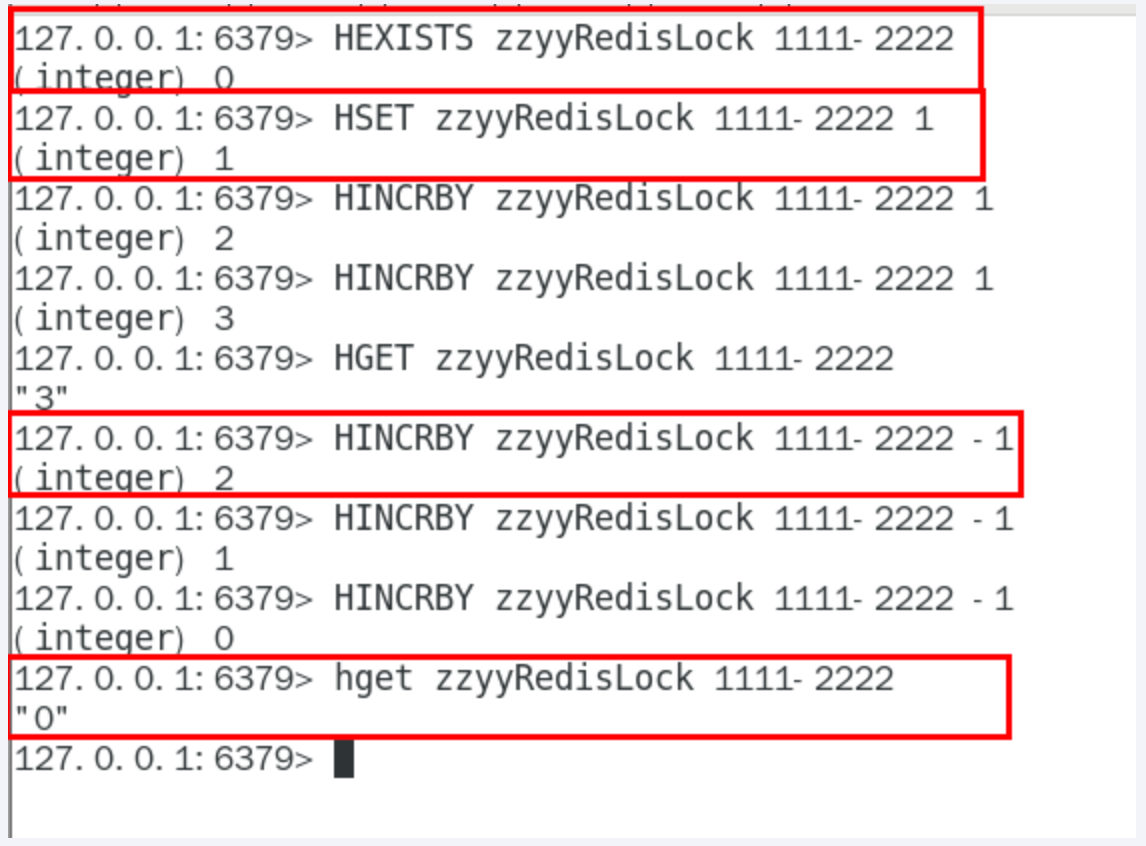 127.0.0.1:6379> HEXISTS zzyyRedisLock 1111-2222
(integer) 0
127.0.0.1:6379> HSET zzyyRedisLock 1111-2222 1
(integer) 1
127.0.0.1:6379> HINCRBY zzyyRedisLock 1111-2222 1
(integer) 2
127.0.0.1:6379> HINCRBY zzyyRedisLock 1111-2222 1
(integer) 3
127.0.0.1:6379> HGET zzyyRedisLock 1111-2222
"3"
127.0.0.1:6379> HINCRBY zzyyRedisLock 1111-2222 -1
(integer) 2
127.0.0.1:6379> HINCRBY zzyyRedisLock 1111-2222 -1
(integer) 1
127.0.0.1:6379> HINCRBY zzyyRedisLock 1111-2222 -1
(integer) 0
127.0.0.1:6379> hget zzyyRedisLock 1111-2222
"0"
127.0.0.1:6379>